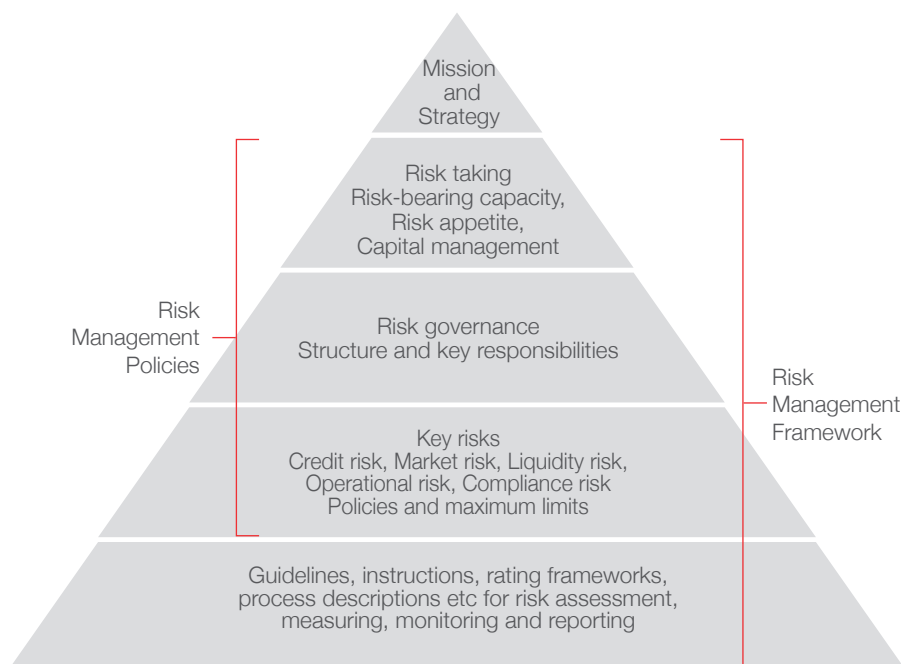 Mission
and
Strategy
Risk taking
Risk-bearing capacity,
Risk appetite,
Capital management
Risk
Management
Policies
Risk governance
Structure and key responsibilities
Risk
Management
Framework
Key risks
Credit risk, Market risk, Liquidity risk,
Operational risk, Compliance risk
Policies and maximum limits
Guidelines, instructions, rating frameworks,
process descriptions etc for risk assessment,
measuring, monitoring and reporting